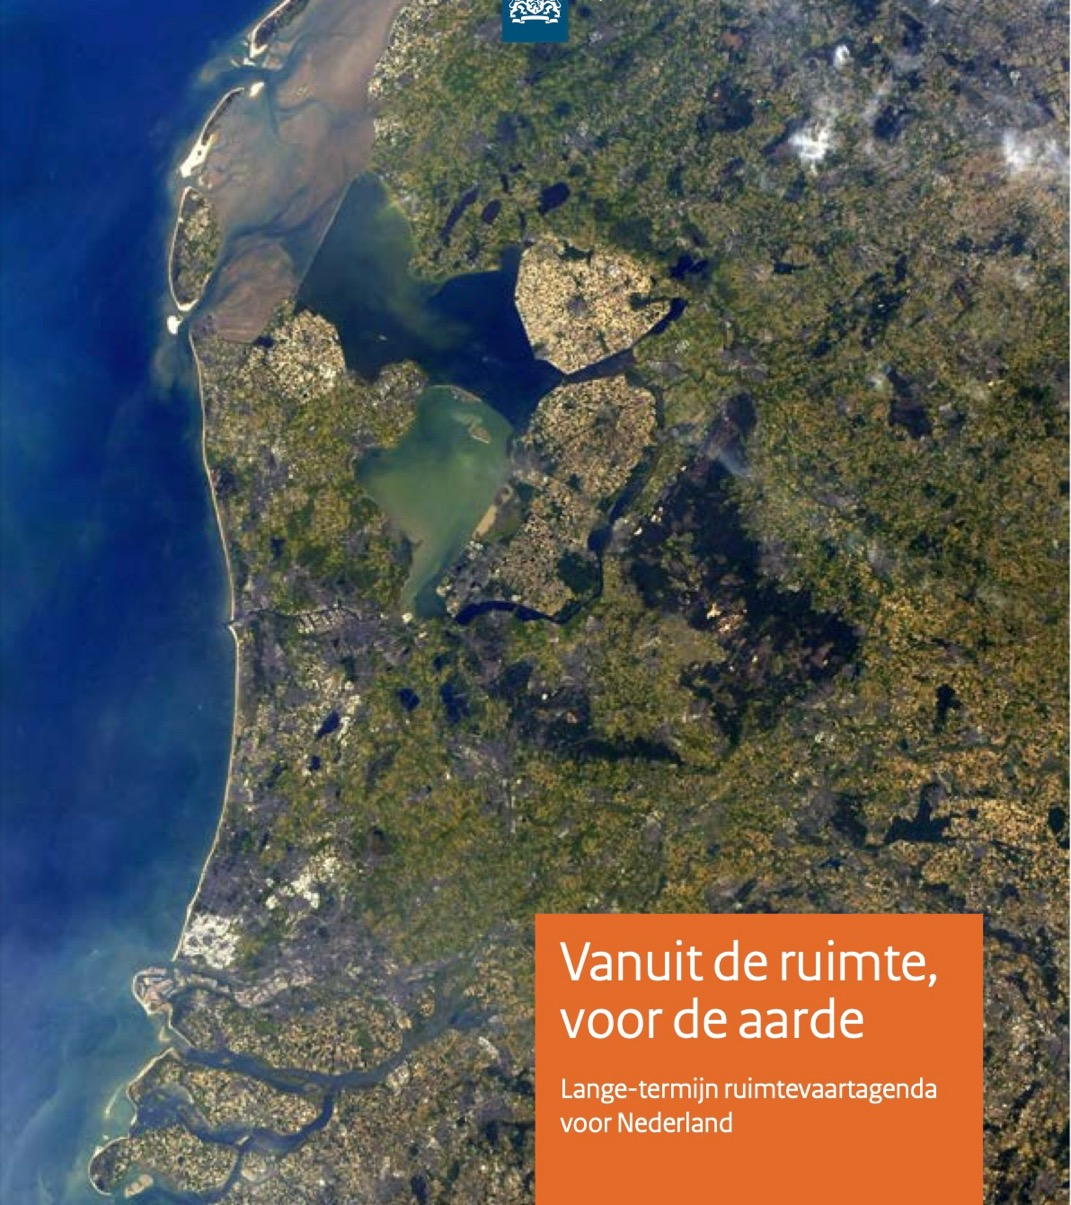 Vanuit de ruimte,
voor de aarde
Lange-termijn ruimtevaartagenda
voor Nederland